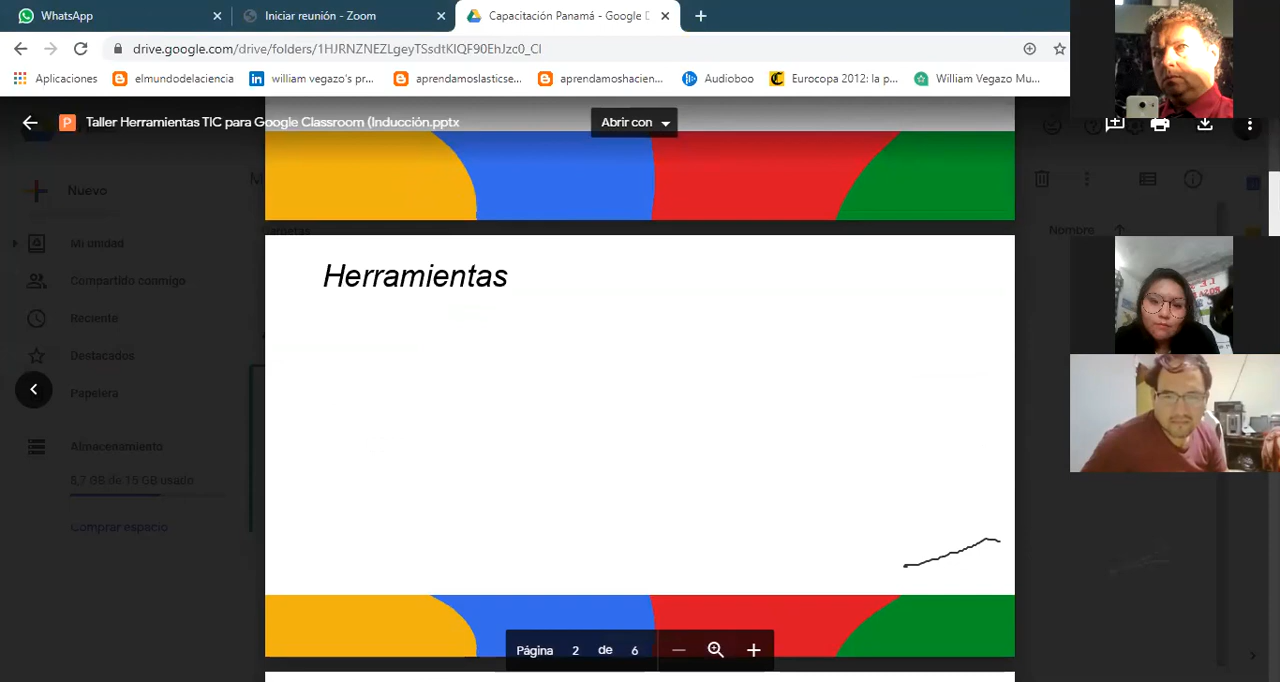 WhatsApp
Iniciar reunión - Zoom
Capacitación Panamá - Google D
drive.google.com/drive/folders/1HJRNZNEZLgeyTSsdtKIQF90EhJzc0_CI
Aplicaciones
elmundodelaciencia
william vegazo's pr...
aprendamoslasticse...
aprendamoshacien...
Audioboo
Eurocopa 2012: la p...
William Vegazo Mu...
Taller Herramientas TIC para Google Classroom (Inducción.pptx
Abrir con
Nuevo
Mi unidad
Compartido conmigo
Reciente
Destacados
Papelera
Almacenamiento
8,7 GB de 15 GB usado
Comprar espacio
Carpetas
Nombre
Herramientas
Página 2 de 6